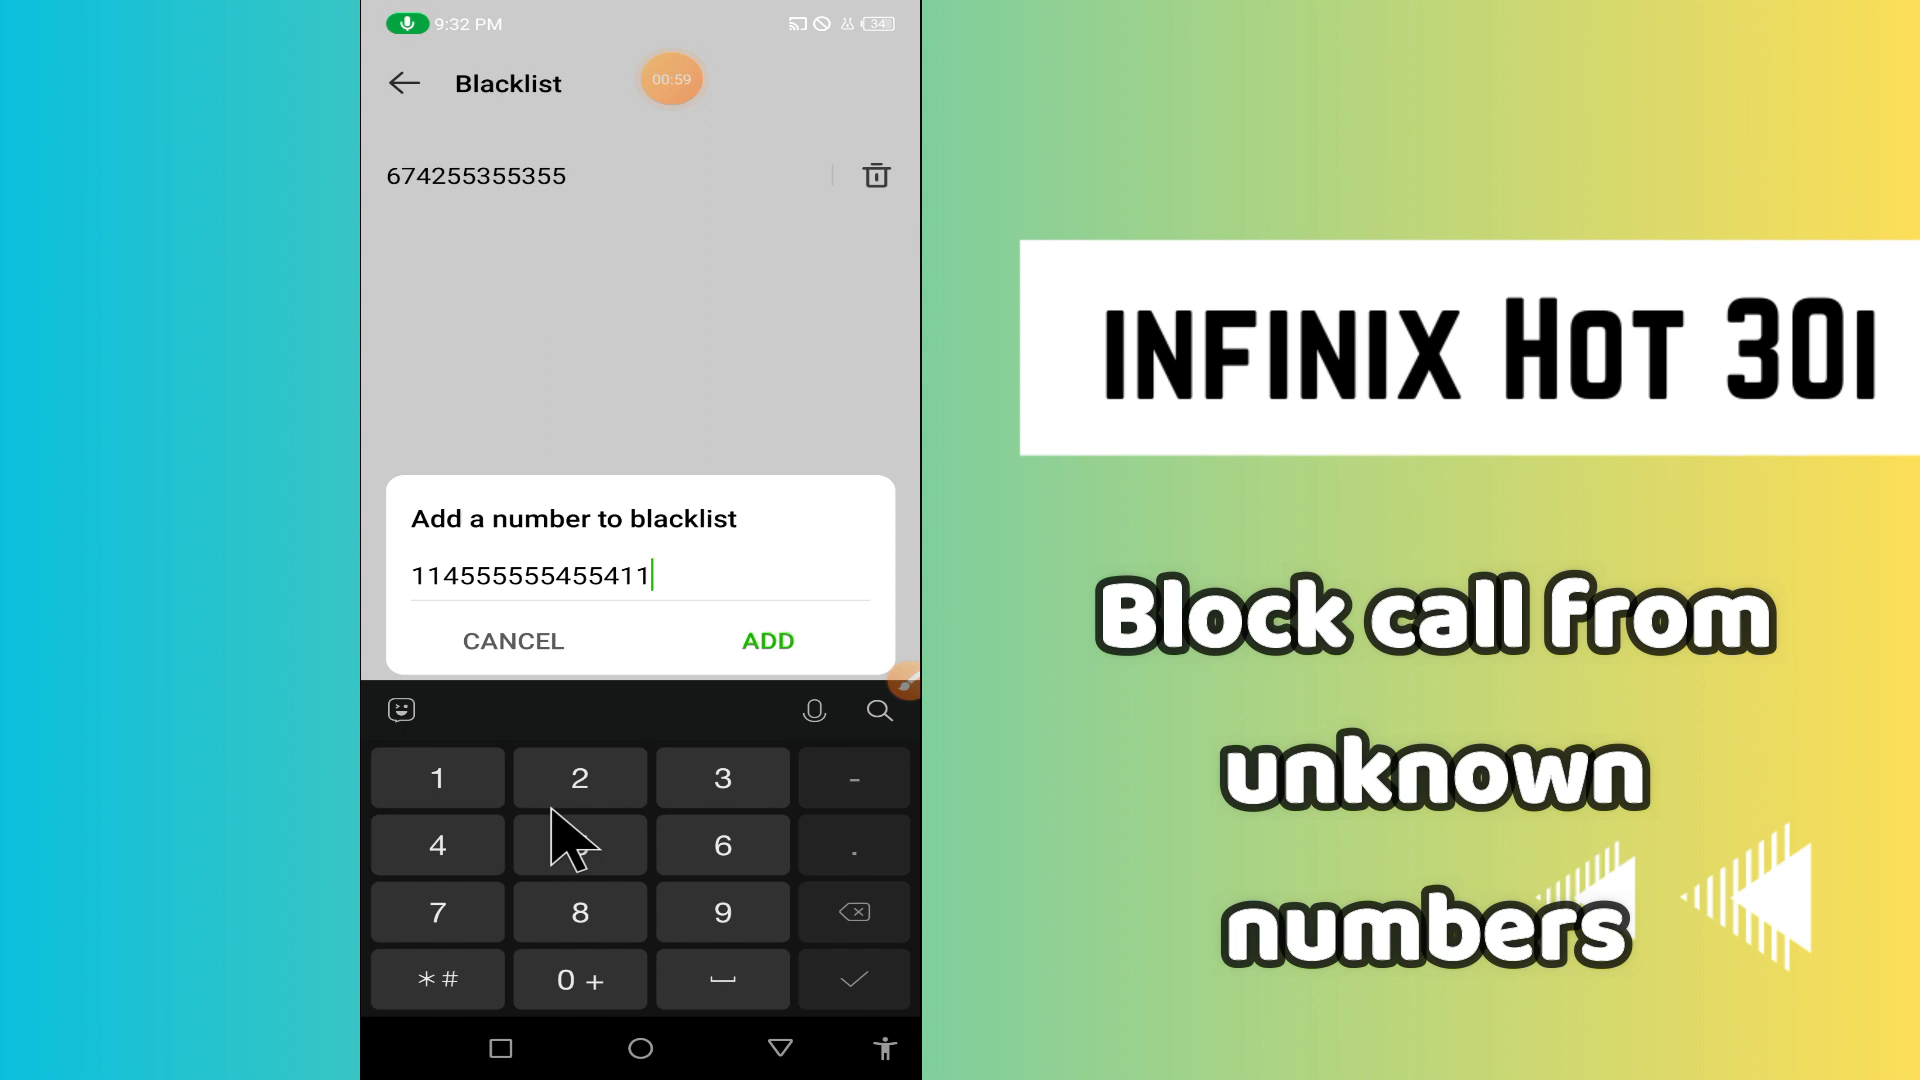 9:32 PM
34
Blacklist
00:59
674255355355
Add a number to blacklist
114555555455411
CANCEL
ADD
1
2
3
-
4
6
.
7
8
9
*#
0 +
INFINIX HOT 30i
Block call from
unknown
numbers